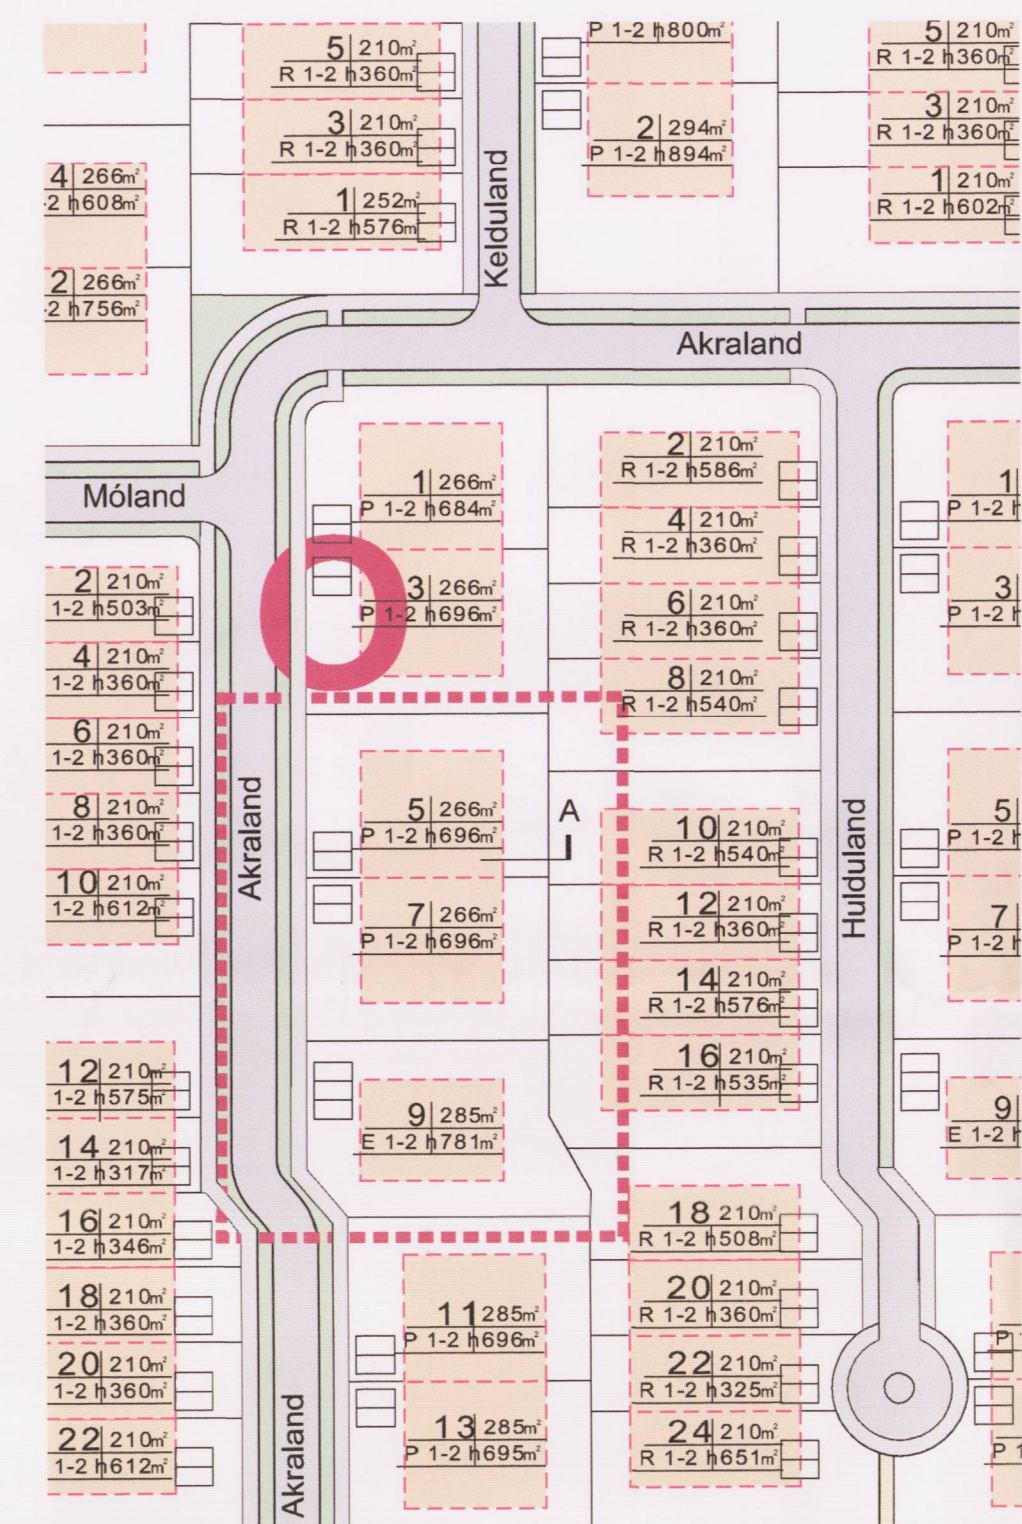 5 210m²
R 1-2 h360m²
3 210m²
R 1-2 h360m²
1 252m²
R 1-2 h576m²
4 266m²
-2 h608m²
2 266m²
-2 h756m²
Kelduland
P 1-2 h800m²
2 294m²
P 1-2 h894m²
5 210m²
R 1-2 h360m²
3 210m²
R 1-2 h360m²
1 210m²
R 1-2 h602m²
Akraland
Móland
1 266m²
P 1-2 h684m²
3 266m²
P 1-2 h696m²
O
2 210m²
R 1-2 h586m²
4 210m²
R 1-2 h360m²
6 210m²
R 1-2 h360m²
8 210m²
R 1-2 h540m²
1
P 1-2 h
3
P 1-2 h
2 210m²
1-2 h503m²
4 210m²
1-2 h360m²
6 210m²
1-2 h360m²
8 210m²
1-2 h360m²
10 210m²
1-2 h612m²
Akraland
5 266m²
P 1-2 h696m²
7 266m²
P 1-2 h696m²
A
10 210m²
R 1-2 h540m²
12 210m²
R 1-2 h360m²
14 210m²
R 1-2 h576m²
16 210m²
R 1-2 h535m²
Hulduland
5
P 1-2 h
7
P 1-2 h
12 210m²
1-2 h575m²
14 210m²
1-2 h317m²
16 210m²
1-2 h346m²
18 210m²
1-2 h360m²
20 210m²
1-2 h360m²
22 210m²
1-2 h612m²
9 285m²
E 1-2 h781m²
9
E 1-2 h
11 285m²
P 1-2 h696m²
13 285m²
P 1-2 h695m²
Akraland
18 210m²
R 1-2 h508m²
20 210m²
R 1-2 h360m²
22 210m²
R 1-2 h325m²
24 210m²
R 1-2 h651m²
P 1
P 1